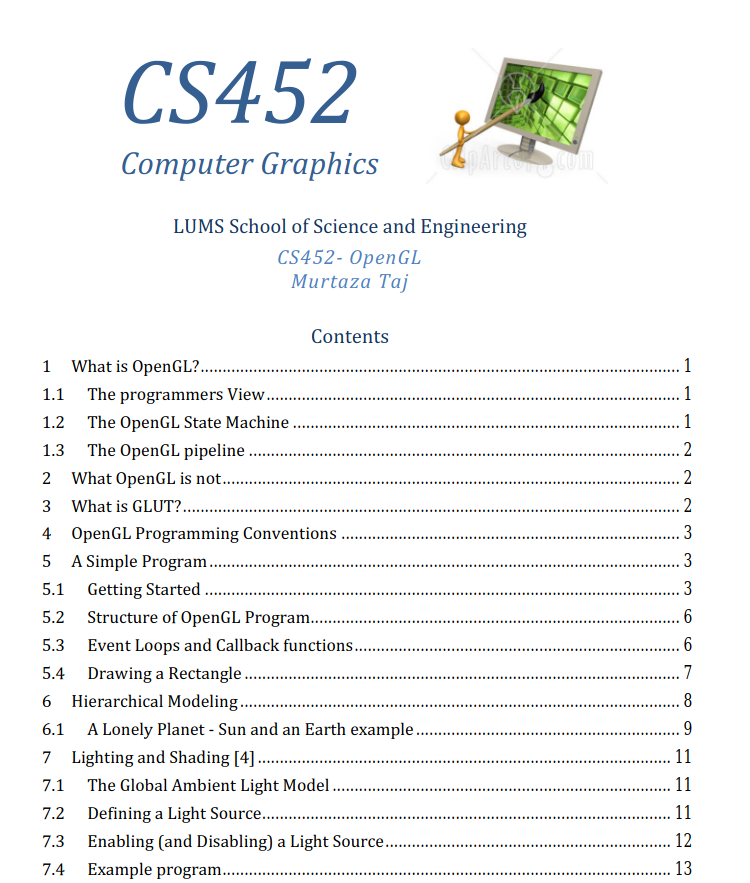 CS452
Computer Graphics
LUMS School of Science and Engineering
CS452- OpenGL
Murtaza Taj
Contents
1 What is OpenGL?.......... 1
1.1 The programmers View.......... 1
1.2 The OpenGL State Machine .......... 1
1.3 The OpenGL pipeline .......... 2
2 What OpenGL is not.......... 2
3 What is GLUT?.......... 2
4 OpenGL Programming Conventions .......... 3
5 A Simple Program.......... 3
5.1 Getting Started .......... 3
5.2 Structure of OpenGL Program.......... 6
5.3 Event Loops and Callback functions.......... 6
5.4 Drawing a Rectangle .......... 7
6 Hierarchical Modeling.......... 8
6.1 A Lonely Planet - Sun and an Earth example .......... 9
7 Lighting and Shading [4] .......... 11
7.1 The Global Ambient Light Model .......... 11
7.2 Defining a Light Source.......... 11
7.3 Enabling (and Disabling) a Light Source.......... 12
7.4 Example program.......... 13